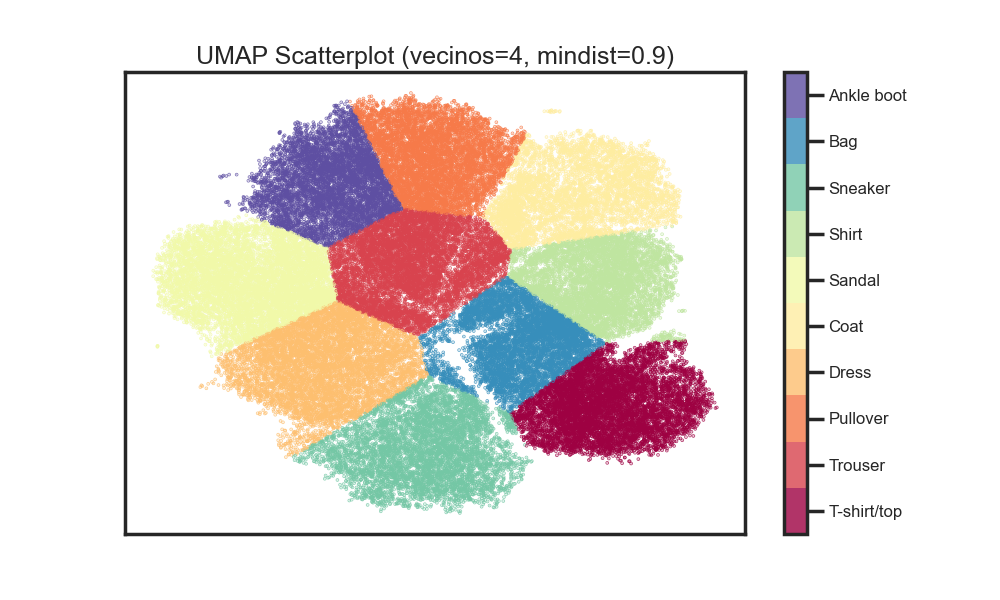 UMAP Scatterplot (vecinos=4, mindist=0.9)
Ankle boot
Bag
Sneaker
Shirt
Sandal
Coat
Dress
Pullover
Trouser
T-shirt/top